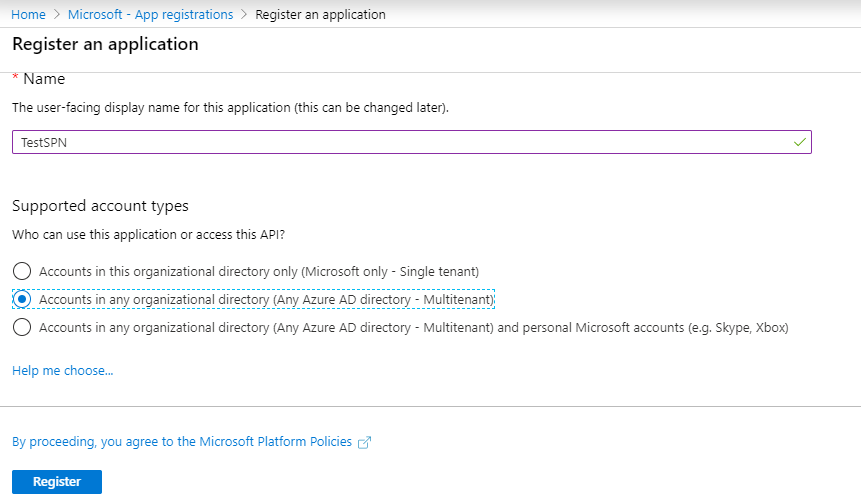 Home > Microsoft - App registrations > Register an application
Register an application
* Name
The user-facing display name for this application (this can be changed later).
TestSPN
Supported account types
Who can use this application or access this API?
Accounts in this organizational directory only (Microsoft only - Single tenant)
Accounts in any organizational directory (Any Azure AD directory - Multitenant)
Accounts in any organizational directory (Any Azure AD directory - Multitenant) and personal Microsoft accounts (e.g. Skype, Xbox)
Help me choose...
By proceeding, you agree to the Microsoft Platform Policies
Register